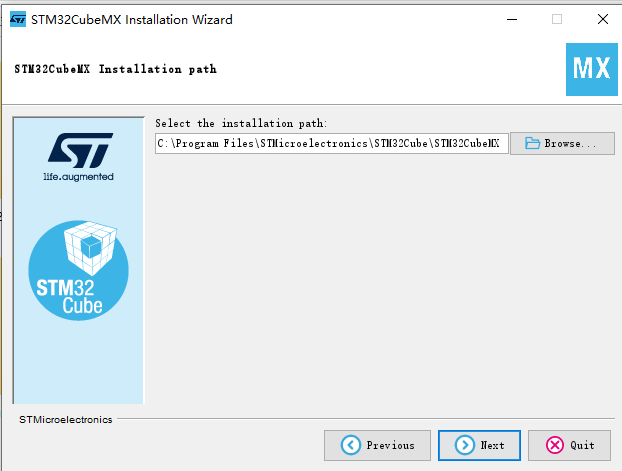 STM32CubeMX Installation Wizard
STM32CubeMX Installation path
MX
Select the installation path:
C:\Program Files\STMicroelectronics\STM32Cube\STM32CubeMX
Browse...
ST
life.augmented
STM32
Cube
STMicroelectronics
Previous
Next
Quit